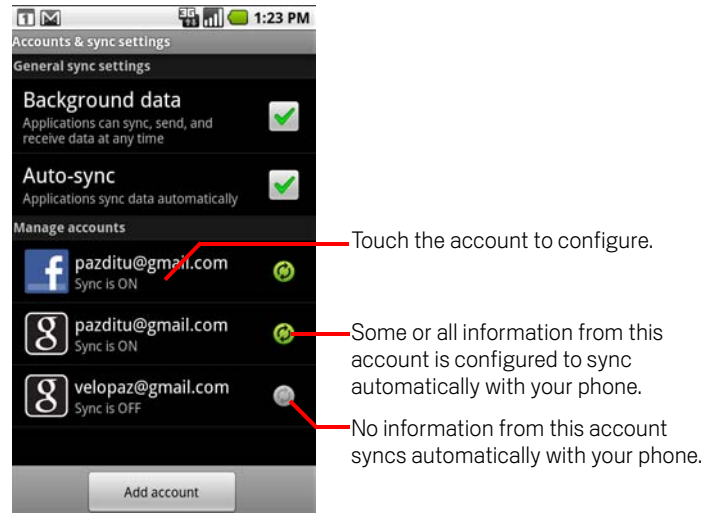 1 3G 1:23 PM
Accounts & sync settings
General sync settings
Background data
Applications can sync, send, and
receive data at any time
Auto-sync
Applications sync data automatically
Manage accounts
f pazditu@gmail.com
Sync is ON
g pazditu@gmail.com
Sync is ON
g velopaz@gmail.com
Sync is OFF
Add account
Touch the account to configure.
Some or all information from this
account is configured to sync
automatically with your phone.
No information from this account
syncs automatically with your phone.